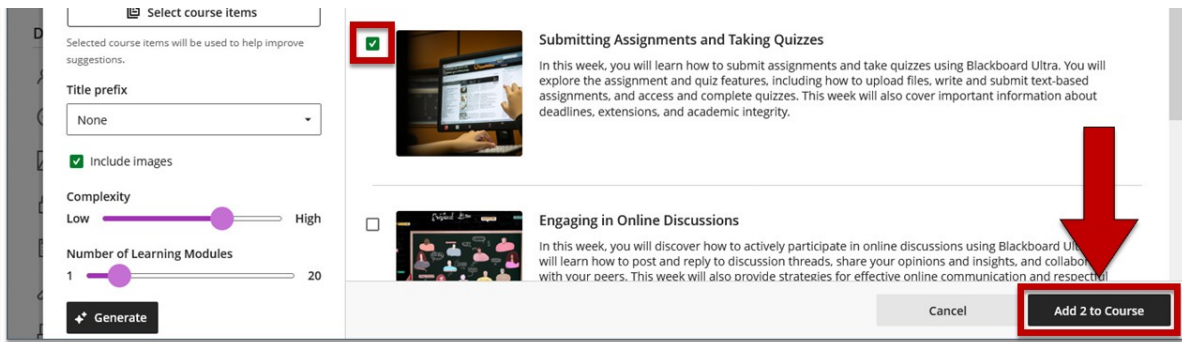 Select course items
Selected course items will be used to help improve
suggestions.
Title prefix
None
Include images
Complexity
Low
High
Number of Learning Modules
1
20
Generate
Submitting Assignments and Taking Quizzes
In this week, you will learn how to submit assignments and take quizzes using Blackboard Ultra. You will
explore the assignment and quiz features, including how to upload files, write and submit text-based
assignments, and access and complete quizzes. This week will also cover important information about
deadlines, extensions, and academic integrity.
Engaging in Online Discussions
In this week, you will discover how to actively participate in online discussions using Blackboard
will learn how to post and reply to discussion threads, share your opinions and insights, and
with your peers. This week will also provide strategies for effective online communication and respectful
Cancel
Add 2 to Course